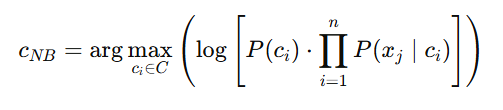 c_{NB} = \arg\max_{c_i \in C} \left( \log \left[ P(c_i) \cdot \prod_{i=1}^{n} P(x_j \mid c_i) \right] \right)